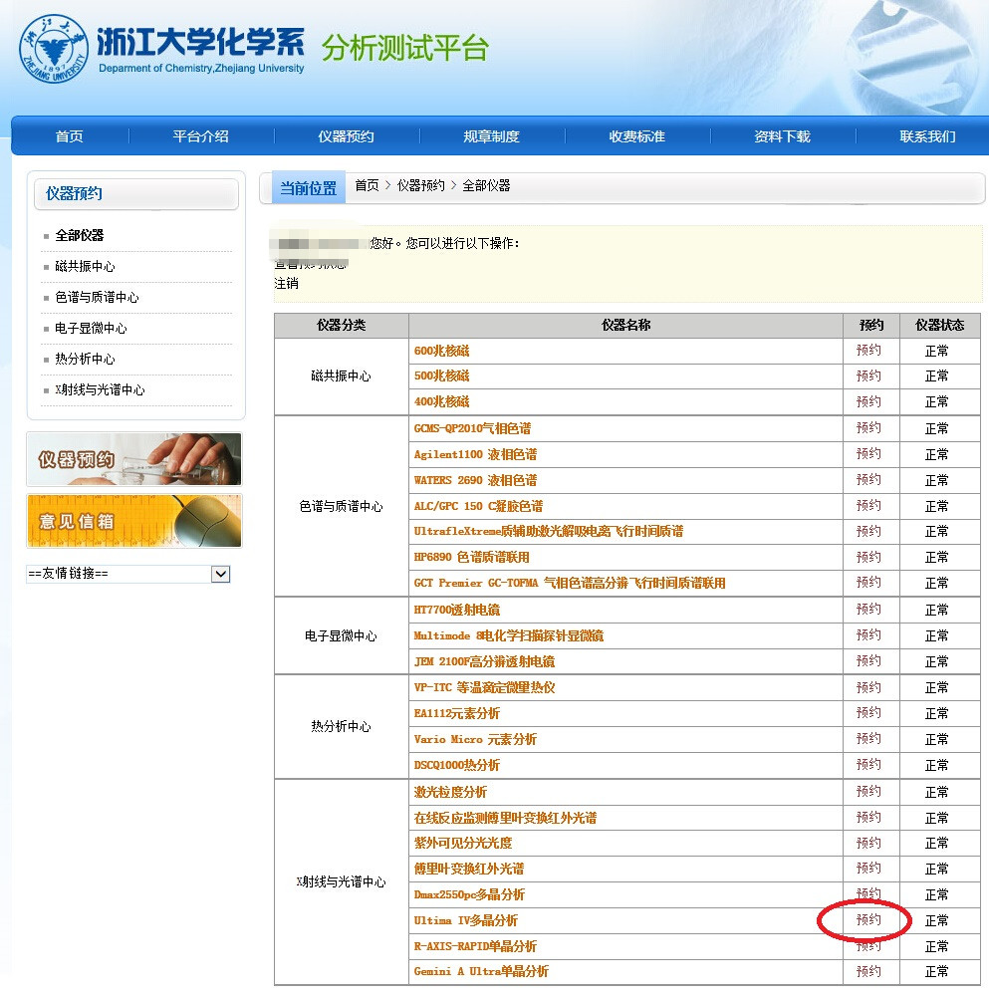 浙江大学化学系 分析测试平台
Department of Chemistry,Zhejiang University
浙江大学
1897
ZHEJIANG UNIVERSITY
首页 平台介绍 仪器预约 规章制度 收费标准 资料下载 联系我们
仪器预约
全部仪器
磁共振中心
色谱与质谱中心
电子显微中心
热分析中心
X射线与光谱中心
仪器预约
意见信箱
==友情链接==
当前位置 首页 > 仪器预约 > 全部仪器
您好。您可以进行以下操作:
查看预约状态
注销
仪器分类 仪器名称 预约 仪器状态
磁共振中心
600兆核磁 预约 正常
500兆核磁 预约 正常
400兆核磁 预约 正常
色谱与质谱中心
GCMS-QP2010气相色谱 预约 正常
Agilent1100 液相色谱 预约 正常
WATERS 2690 液相色谱 预约 正常
ALC/GPC 150 C凝胶色谱 预约 正常
UltrafleXtreme质辅助激光解吸电离飞行时间质谱 预约 正常
HP6890 色谱质谱联用 预约 正常
GCT Premier GC-TOFMA 气相色谱高分辨飞行时间质谱联用 预约 正常
电子显微中心
HT7700透射电镜 预约 正常
Multimode 8电化学扫描探针显微镜 预约 正常
JEM 2100F高分辨透射电镜 预约 正常
热分析中心
VP-ITC 等温滴定微量热仪 预约 正常
EA1112元素分析 预约 正常
Vario Micro 元素分析 预约 正常
DSCQ1000热分析 预约 正常
X射线与光谱中心
激光粒度分析 预约 正常
在线反应监测傅里叶变换红外光谱 预约 正常
紫外可见分光光度 预约 正常
傅里叶变换红外光谱 预约 正常
Dmax2550pc多晶分析 预约 正常
Ultima IV多晶分析 预约 正常
R-AXIS-RAPID单晶分析 预约 正常
Gemini A Ultra单晶分析 预约 正常